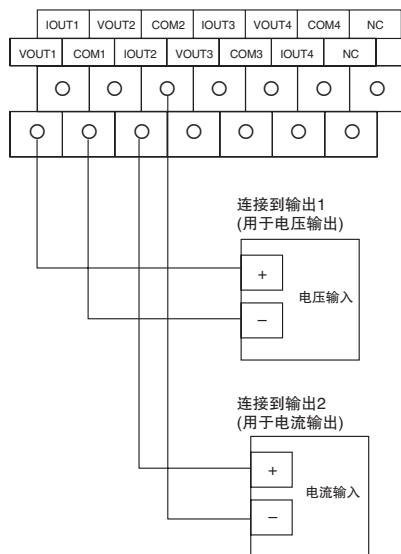 IOUT1 VOUT2 COM2 IOUT3 VOUT4 COM4 NC
VOUT1 COM1 IOUT2 VOUT3 COM3 IOUT4 NC
连接到输出1
(用于电压输出)
+
电压输入
−
连接到输出2
(用于电流输出)
+
电流输入
−